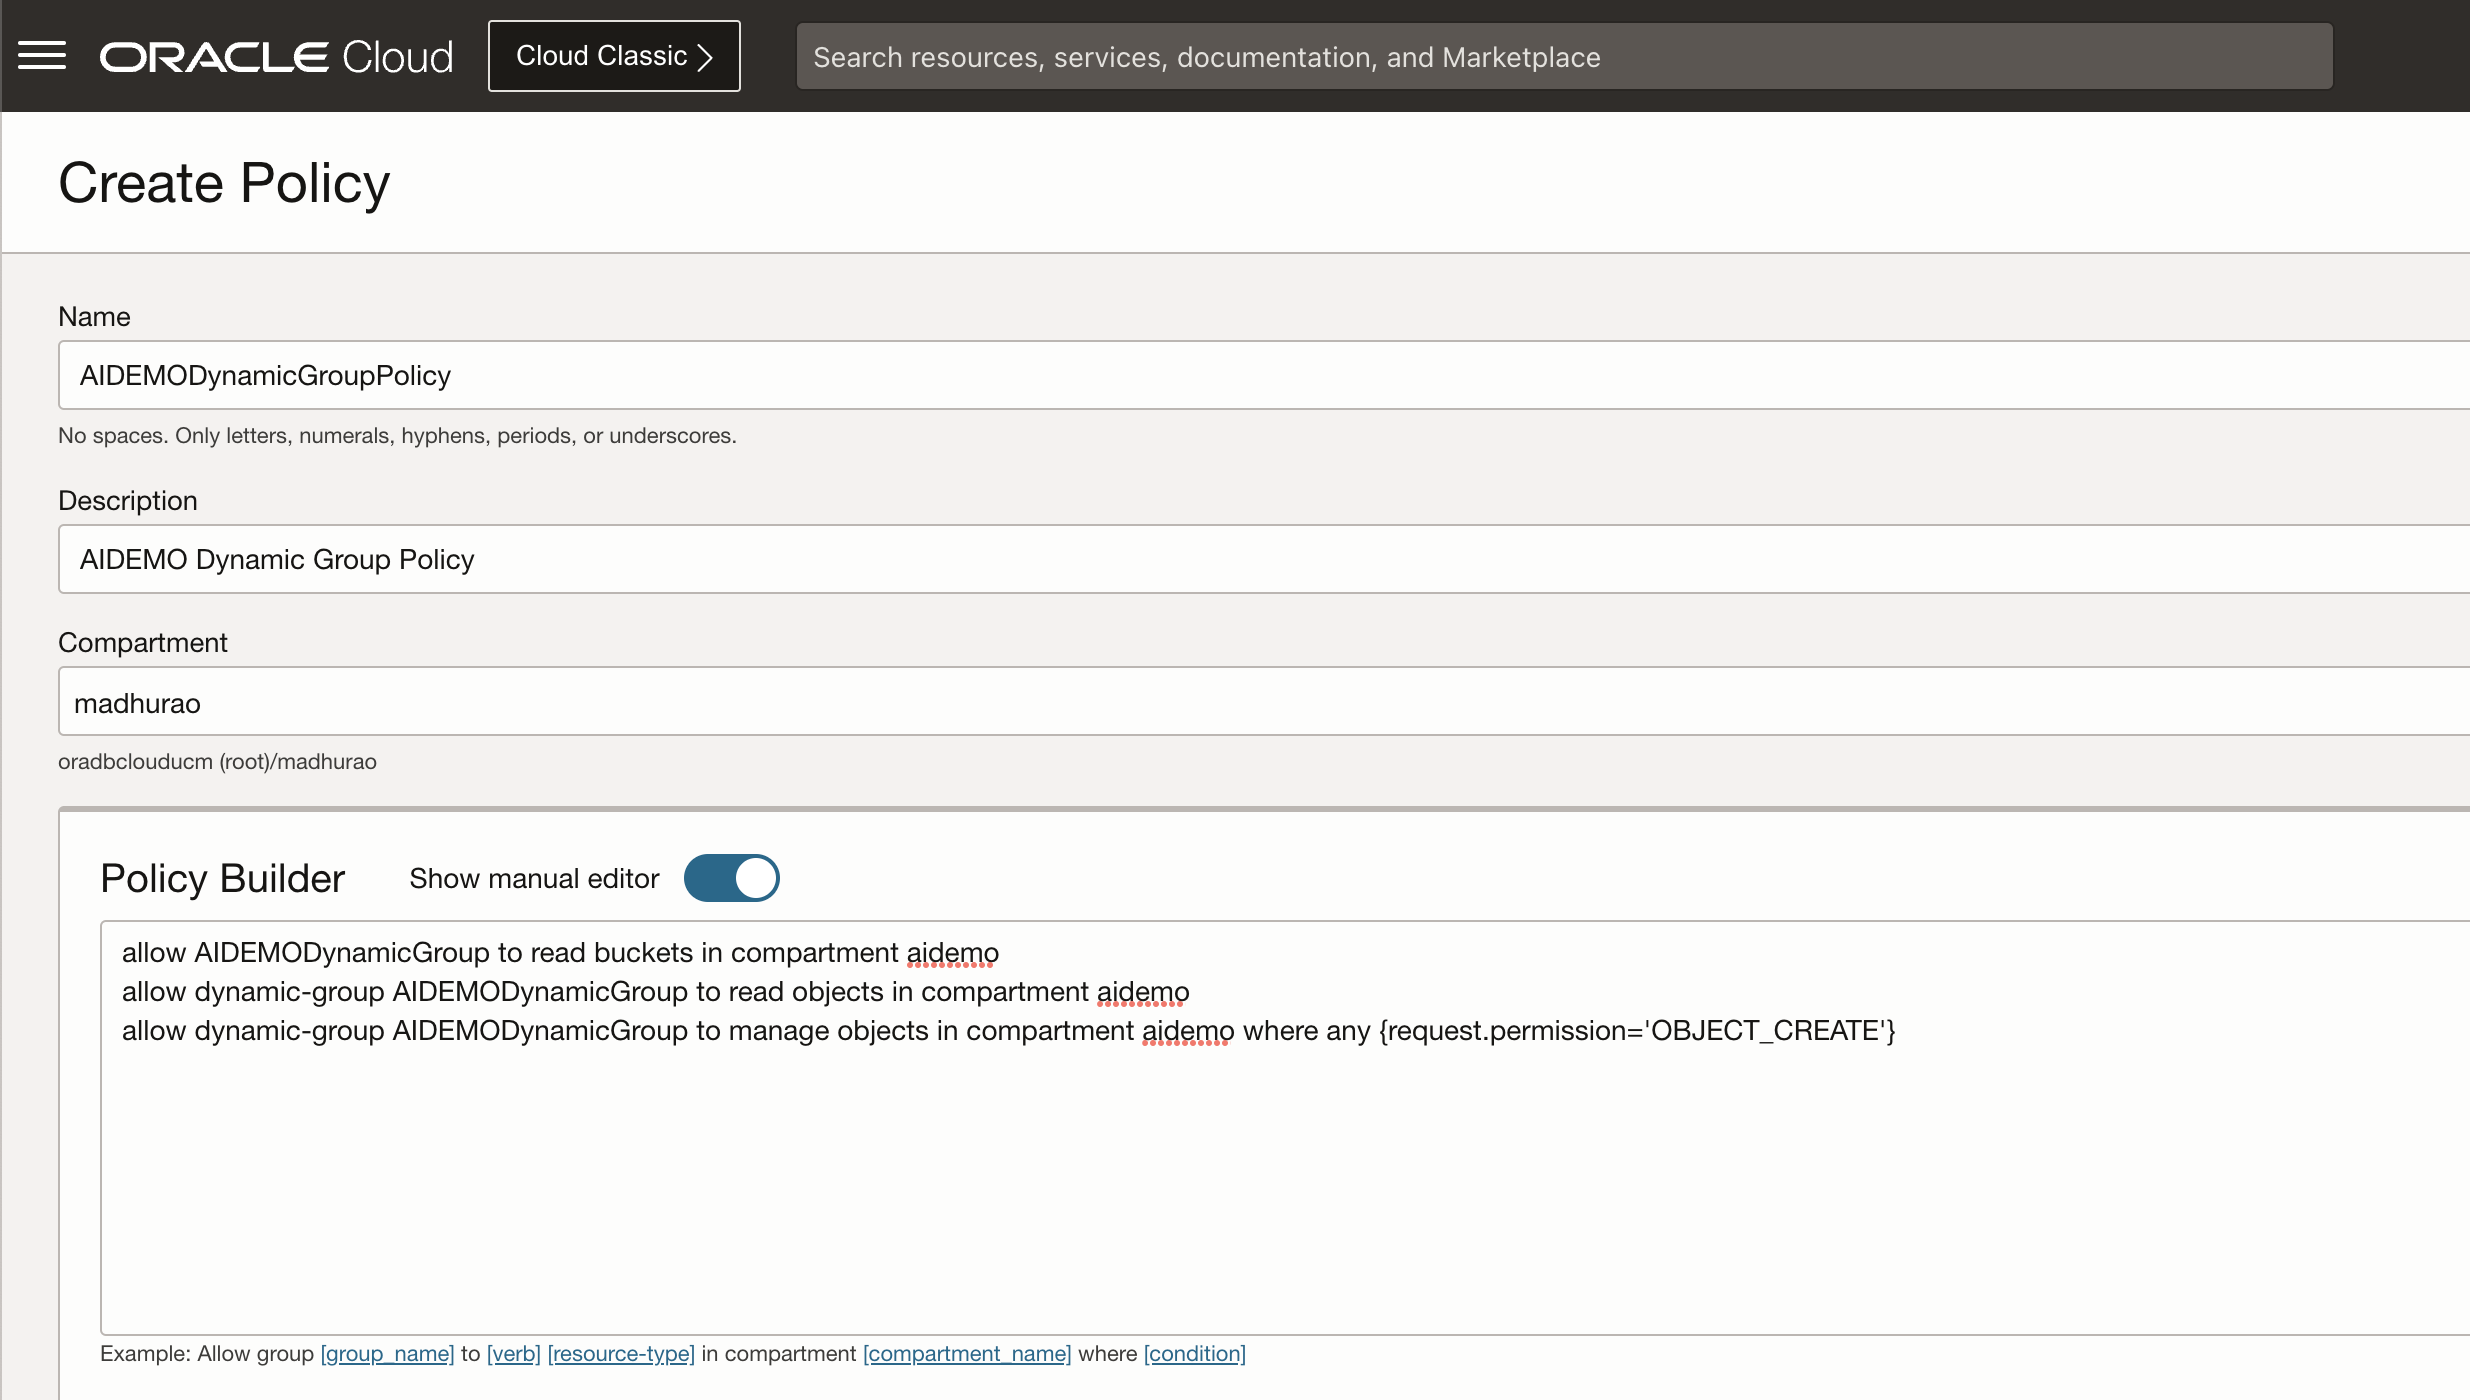 ORACLE Cloud
Cloud Classic
Search resources, services, documentation, and Marketplace
Create Policy
Name
AIDEMODynamicGroupPolicy
No spaces. Only letters, numerals, hyphens, periods, or underscores.
Description
AIDEMO Dynamic Group Policy
Compartment
madhurao
oradbclouducm (root)/madhurao
Policy Builder Show manual editor
allow AIDEMODynamicGroup to read buckets in compartment aidemo
allow dynamic-group AIDEMODynamicGroup to read objects in compartment aidemo
allow dynamic-group AIDEMODynamicGroup to manage objects in compartment aidemo where any {request.permission='OBJECT_CREATE'}
Example: Allow group [group_name] to [verb] [resource-type] in compartment [compartment_name] where [condition]